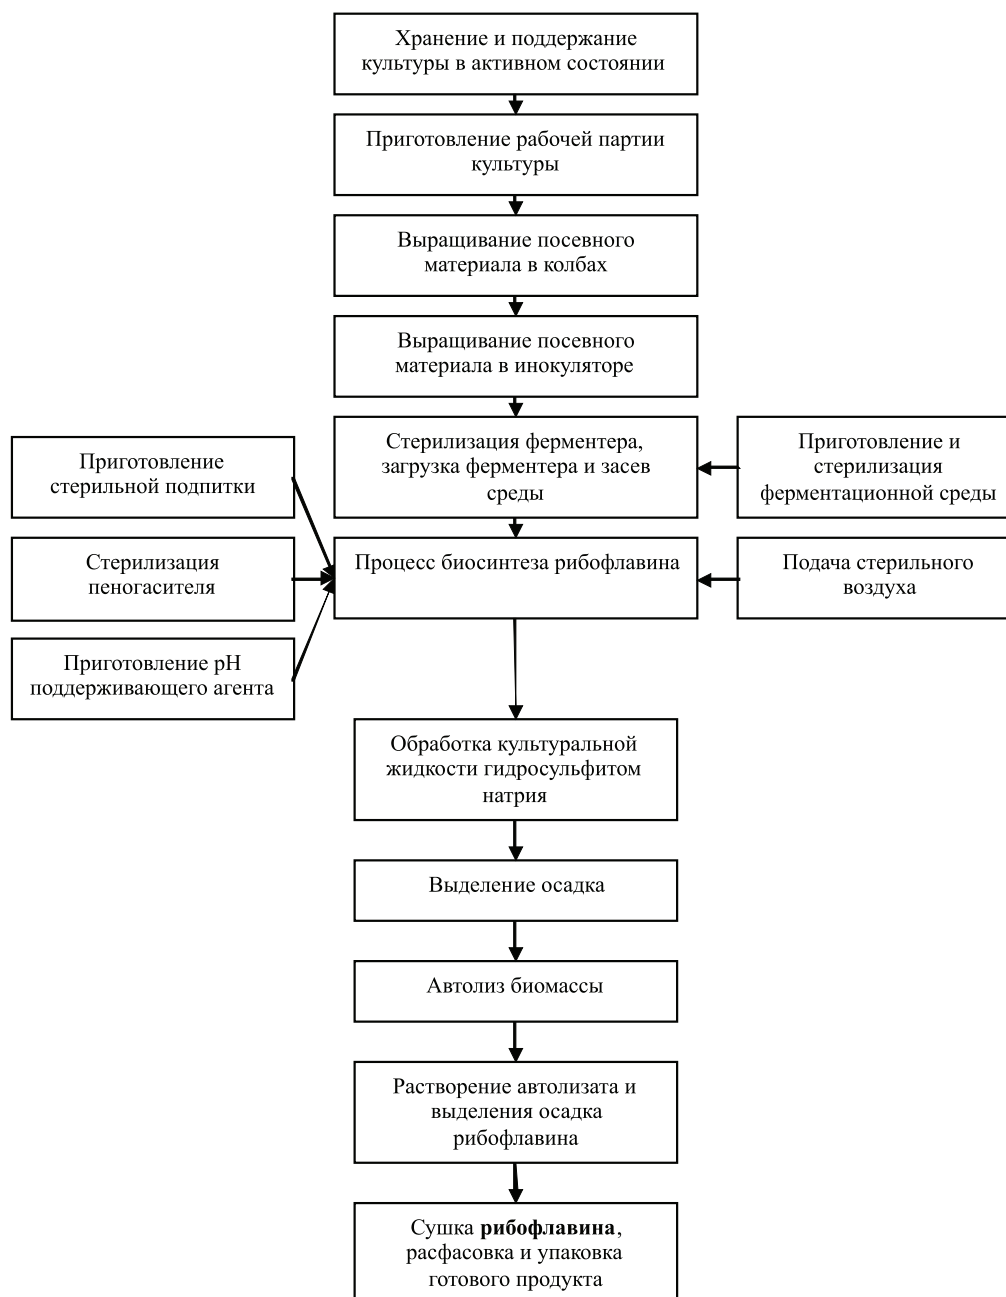 Хранение и поддержание
культуры в активном состоянии
Приготовление рабочей партии
культуры
Выращивание посевного
материала в колбах
Выращивание посевного
материала в инокуляторе
Стерилизация ферментера,
загрузка ферментера и засев
среды
Приготовление и
стерилизация
ферментационной среды
Приготовление
стерильной подпитки
Стерилизация
пеногасителя
Приготовление pH
поддерживающего агента
Процесс биосинтеза рибофлавина
Подача стерильного
воздуха
Обработка культуральной
жидкости гидросульфитом
натрия
Выделение осадка
Автолиз биомассы
Растворение автолизата и
выделения осадка
рибофлавина
Сушка рибофлавина,
расфасовка и упаковка
готового продукта